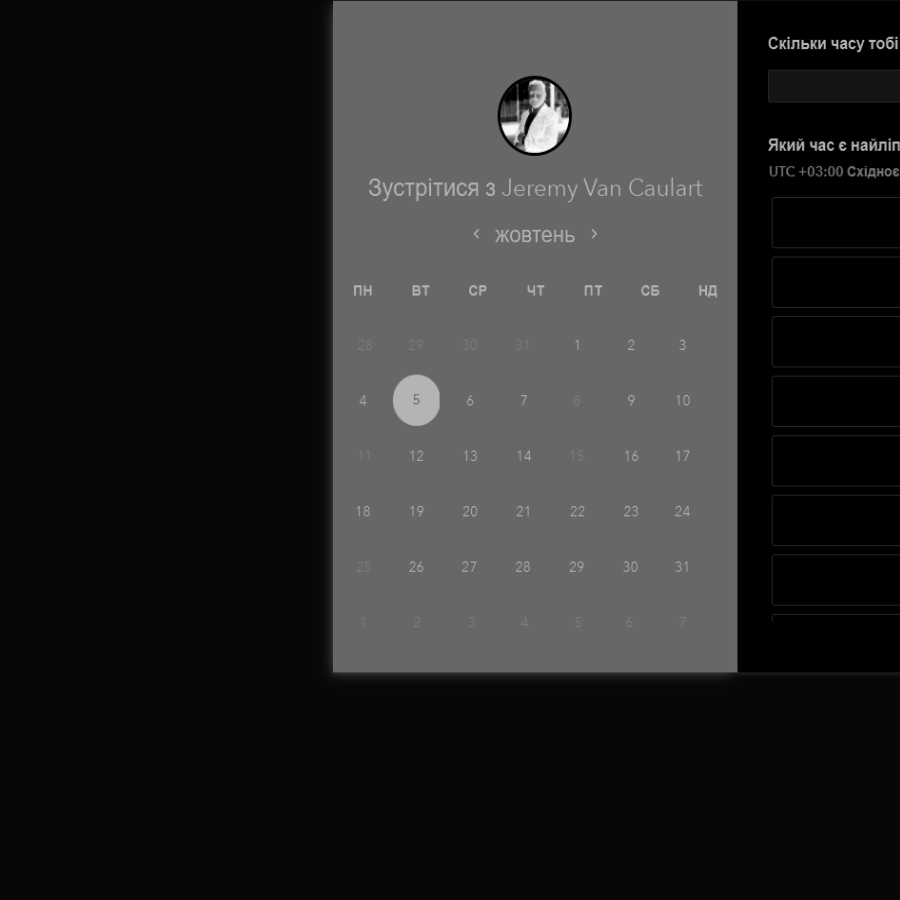 Зустрітися з Jeremy Van Caulart
жовтень
ПН ВТ СР ЧТ ПТ СБ НД
28 29 30 31 1 2 3
4 5 6 7 8 9 10
11 12 13 14 15 16 17
18 19 20 21 22 23 24
25 26 27 28 29 30 31
1 2 3 4 5 6 7
Скільки часу тобі
Який час є найліп
UTC +03:00 Східноє